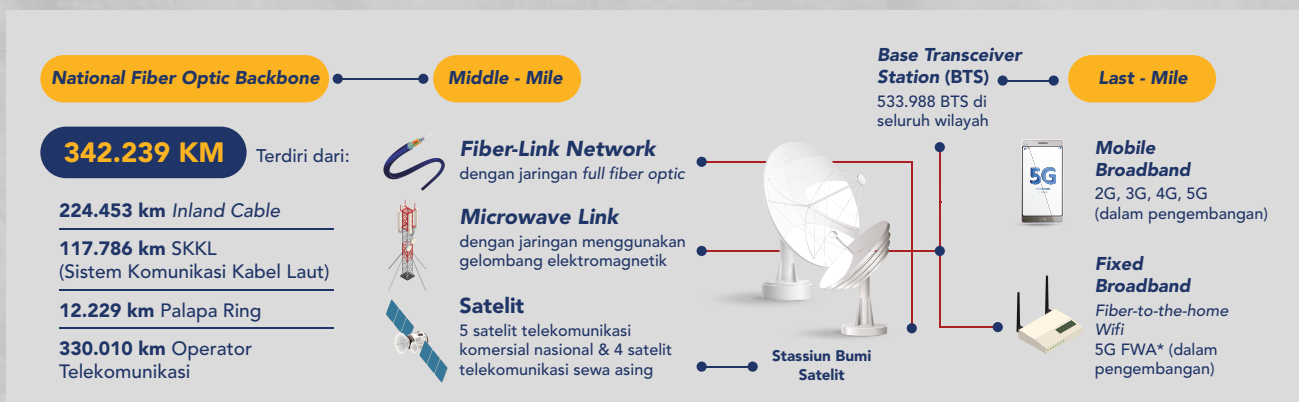 National Fiber Optic Backbone
Middle - Mile
Base Transceiver
Station (BTS)
533.988 BTS di
seluruh wilayah
Last - Mile
342.239 KM
Terdiri dari:
224.453 km Inland Cable
117.786 km SKKL
(Sistem Komunikasi Kabel Laut)
12.229 km Palapa Ring
330.010 km Operator
Telekomunikasi
Fiber-Link Network
dengan jaringan full fiber optic
Microwave Link
dengan jaringan menggunakan
gelombang elektromagnetik
Satelit
5 satelit telekomunikasi
komersial nasional & 4 satelit
telekomunikasi sewa asing
Stassiun Bumi
Satelit
5G
Mobile
Broadband
2G, 3G, 4G, 5G
(dalam pengembangan)
Fixed
Broadband
Fiber-to-the-home
Wifi
5G FWA* (dalam
pengembangan)